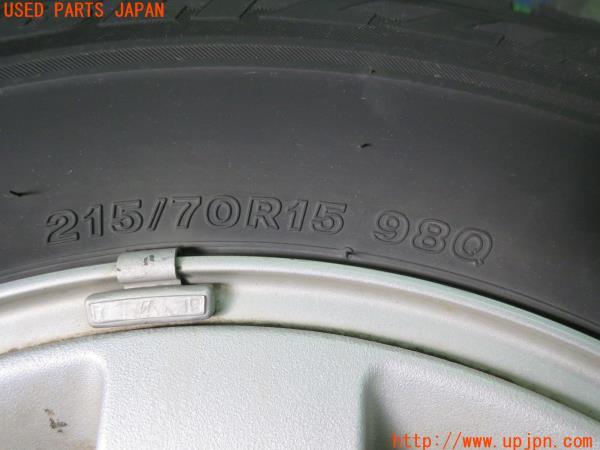 USED PARTS JAPAN
215/70R15 98Q
http://www.upjpn.com/